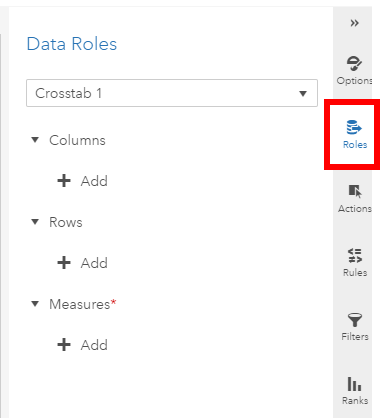 Data Roles
Crosstab 1
Columns
Add
Rows
Add
Measures*
Add
Options
Roles
Actions
Rules
Filters
Ranks